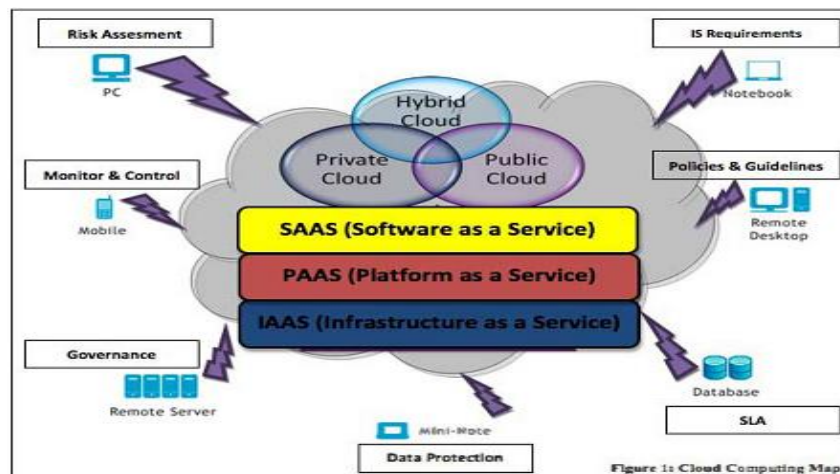 Risk Assesment
IS Requirements
PC
Notebook
Hybrid
Cloud
Private
Cloud
Public
Cloud
Monitor & Control
Policies & Guidelines
Mobile
Remote
Desktop
SAAS (Software as a Service)
PAAS (Platform as a Service)
IAAS (Infrastructure as a Service)
Governance
Remote Server
Database
SLA
Mini-Note
Data Protection
Figure 1: Cloud Computing Map